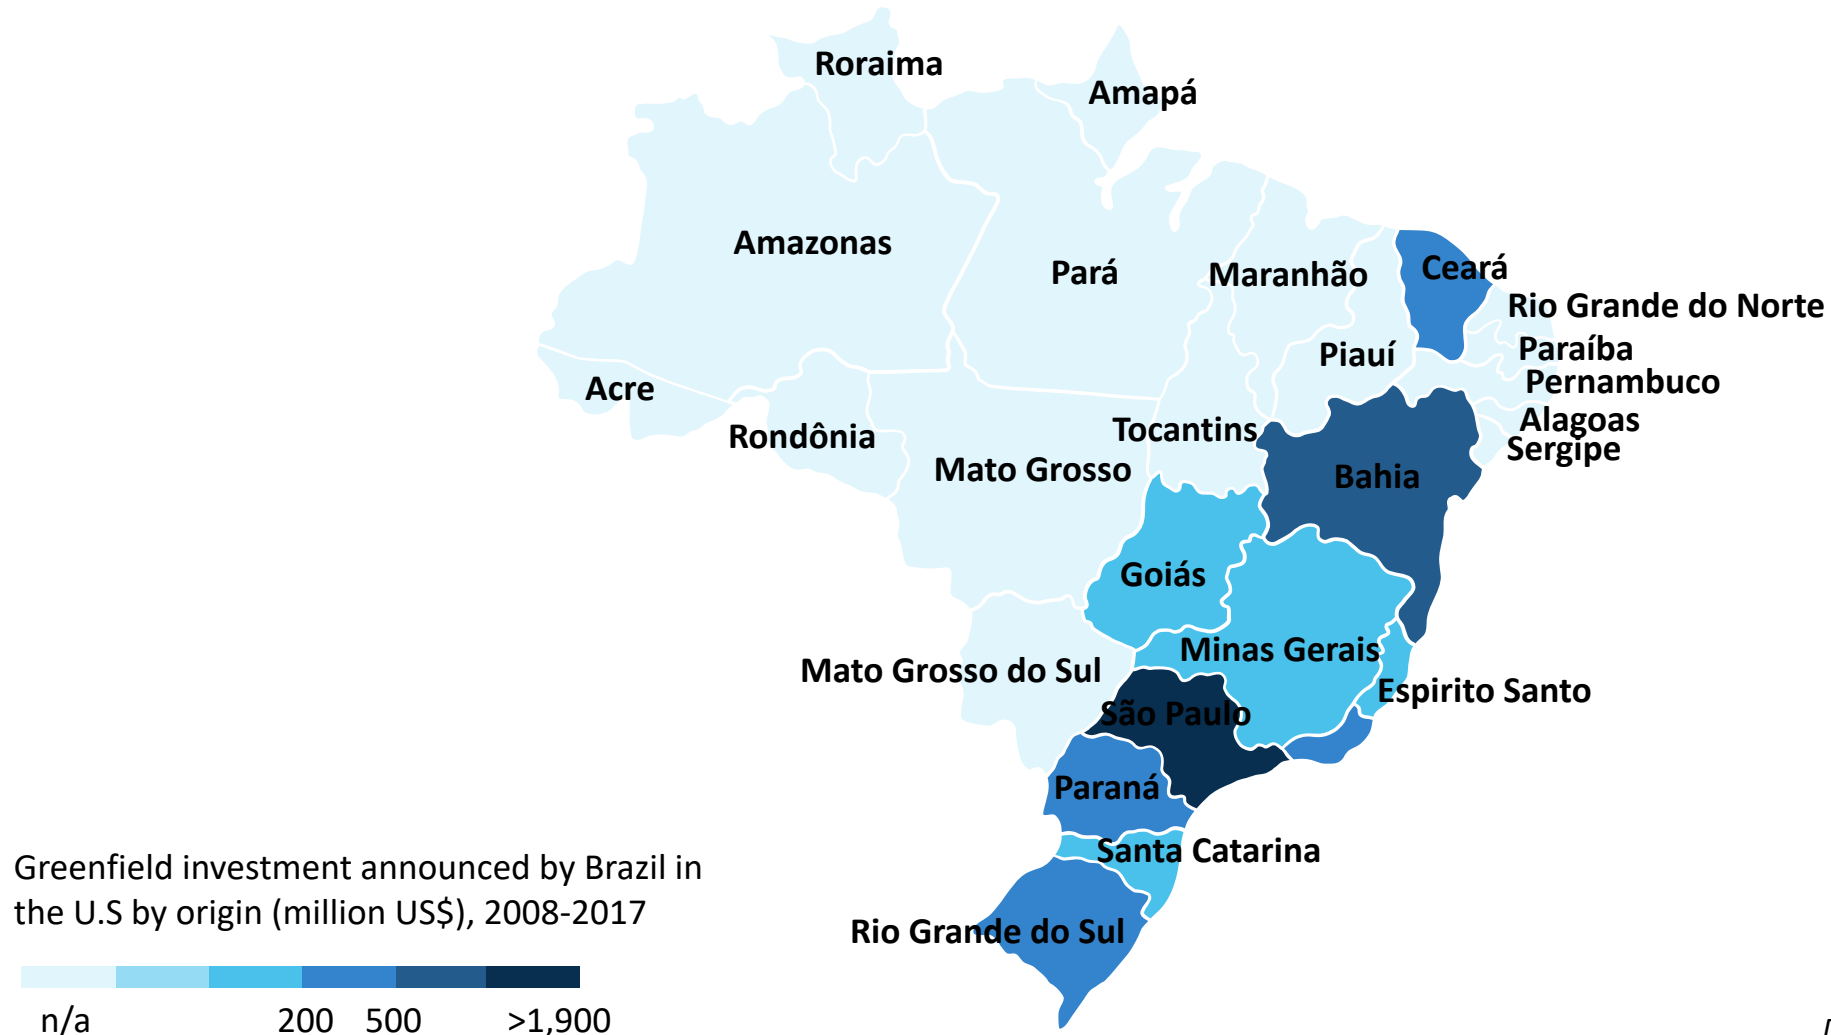 Roraima
Amapá
Amazonas
Pará
Maranhão
Ceará
Rio Grande do Norte
Paraíba
Piauí
Pernambuco
Acre
Alagoas
Rondônia
Tocantins
Sergipe
Mato Grosso
Bahia
Goiás
Minas Gerais
Mato Grosso do Sul
Espirito Santo
São Paulo
Paraná
Santa Catarina
Rio Grande do Sul
Greenfield investment announced by Brazil in
the U.S by origin (million US$), 2008-2017
n/a 200 500 >1,900